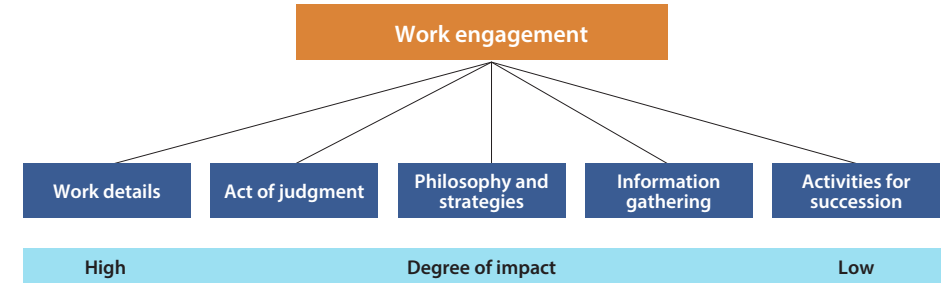 Work engagement
Work details
Act of judgment
Philosophy and
strategies
Information
gathering
Activities for
succession
High
Degree of impact
Low